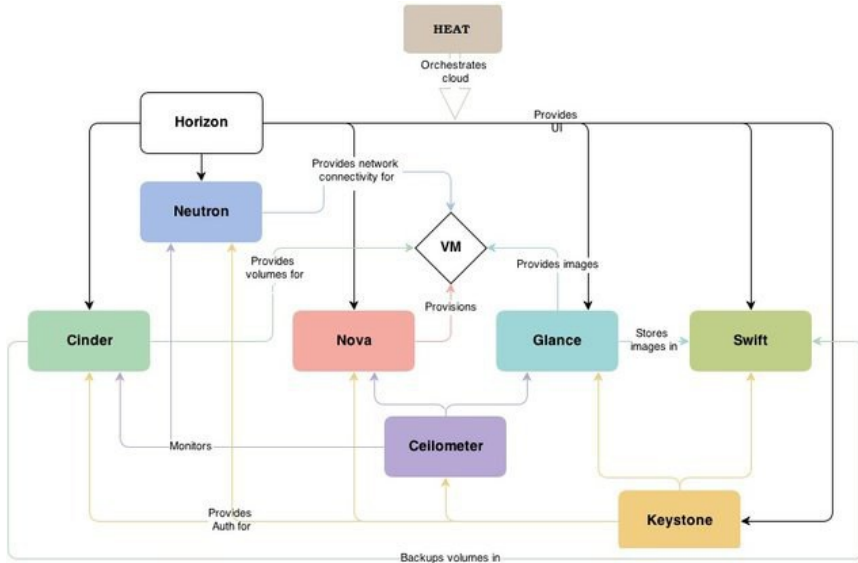 HEAT
Orchestrates
cloud
Provides
UI
Horizon
Provides network
connectivity for
Neutron
VM
Provides
volumes for
Provides images
Provisions
Cinder
Nova
Glance
Stores
images in
Swift
Monitors
Ceilometer
Provides
Auth for
Keystone
Backups volumes in